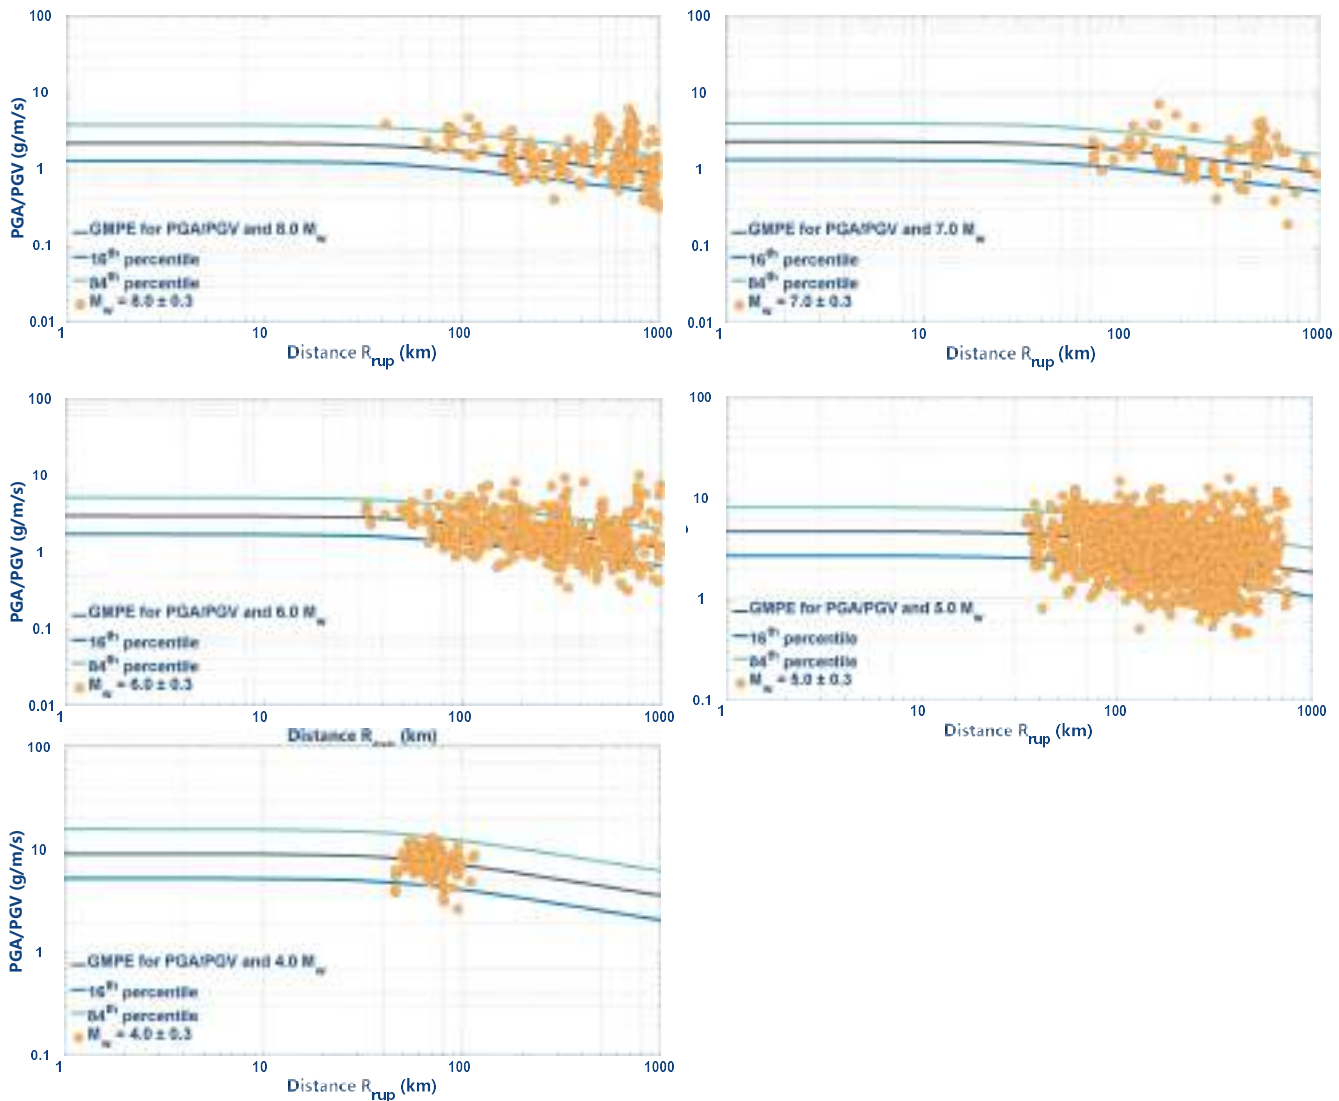 100
10
1
0.1
0.01
PGA/PGV (g/m/s)
GMPE for PGA/PGV and 8.0 Mw
16th percentile
84th percentile
Mw = 8.0 ± 0.3
1 10 100 1000
Distance Rrup (km)
100
10
1
0.1
0.01
GMPE for PGA/PGV and 7.0 Mw
16th percentile
84th percentile
Mw = 7.0 ± 0.3
1 10 100 1000
Distance Rrup (km)
100
10
1
0.1
0.01
PGA/PGV (g/m/s)
GMPE for PGA/PGV and 6.0 Mw
16th percentile
84th percentile
Mw = 6.0 ± 0.3
1 10 100 1000
Distance R (km)
100
10
1
0.1
GMPE for PGA/PGV and 5.0 Mw
16th percentile
84th percentile
Mw = 5.0 ± 0.3
1 10 100 1000
Distance Rrup (km)
100
10
1
0.1
PGA/PGV (g/m/s)
GMPE for PGA/PGV and 4.0 Mw
16th percentile
84th percentile
Mw = 4.0 ± 0.3
1 10 100 1000
Distance Rrup (km)